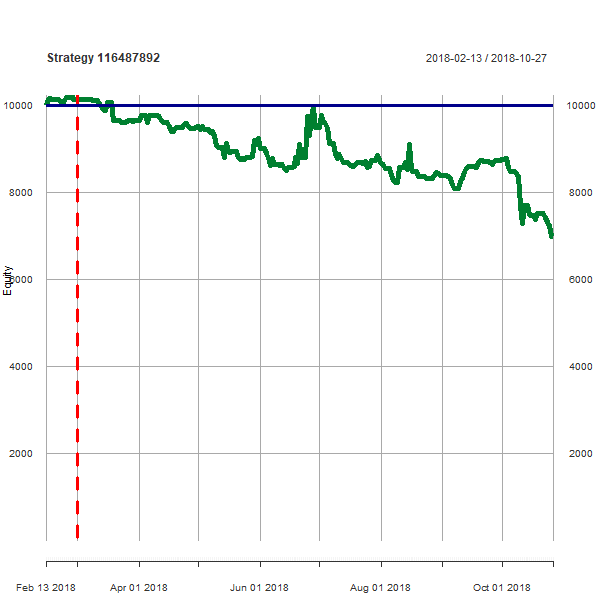 Strategy 116487892
2018-02-13 / 2018-10-27
10000 10000
8000 8000
6000 6000
Equity
4000 4000
2000 2000
Feb 13 2018 Apr 01 2018 Jun 01 2018 Aug 01 2018 Oct 01 2018